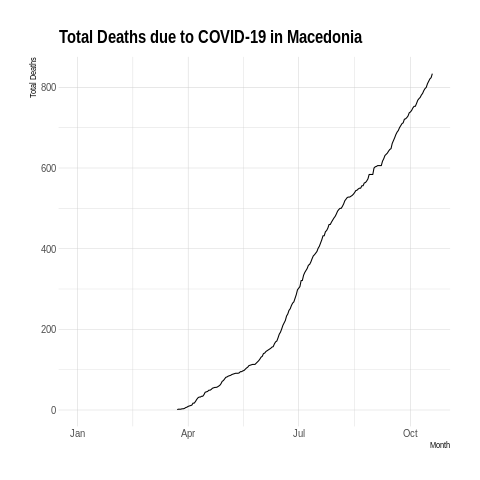 Total Deaths due to COVID-19 in Macedonia
Total Deaths
800
600
400
200
0
Jan Apr Jul Oct
Month